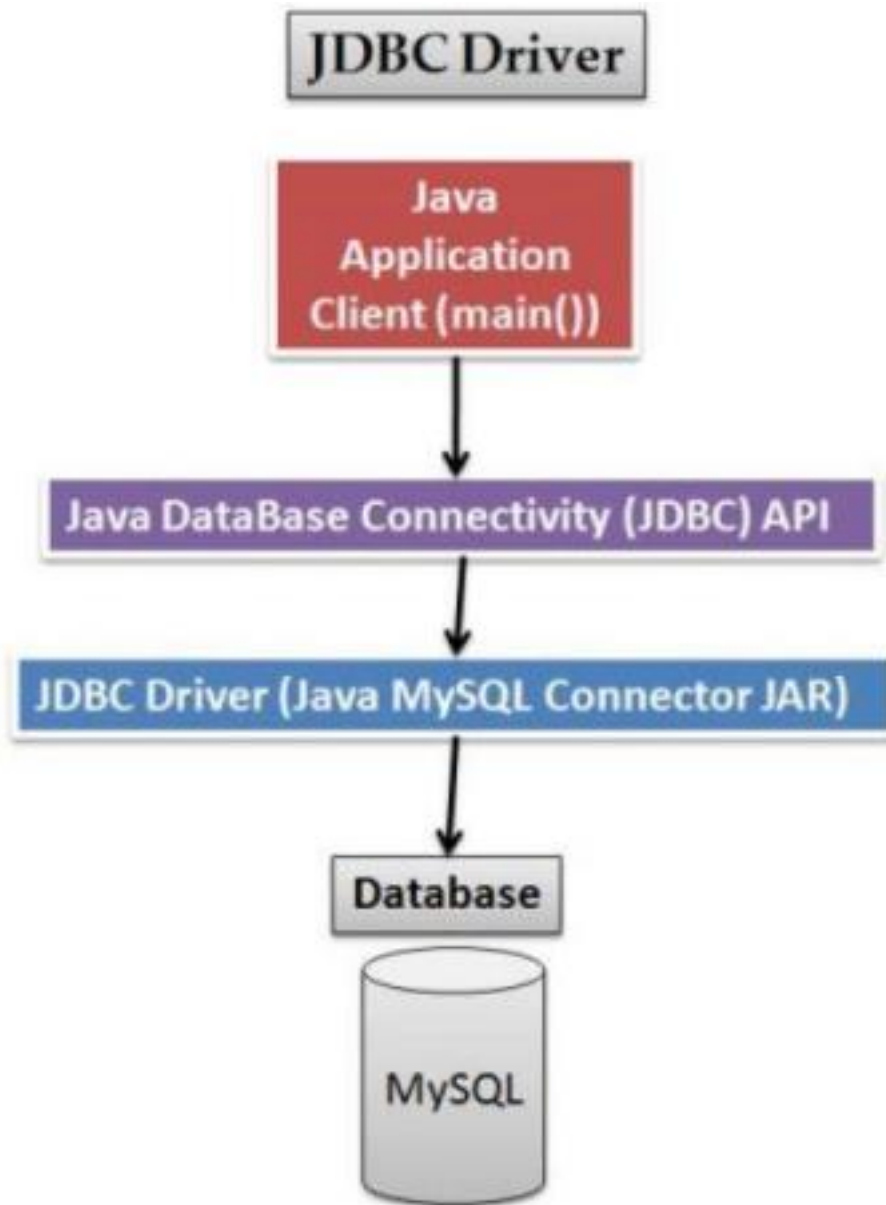 JDBC Driver
Java
Application
Client (main())
Java DataBase Connectivity (JDBC) API
JDBC Driver (Java MySQL Connector JAR)
Database
MySQL